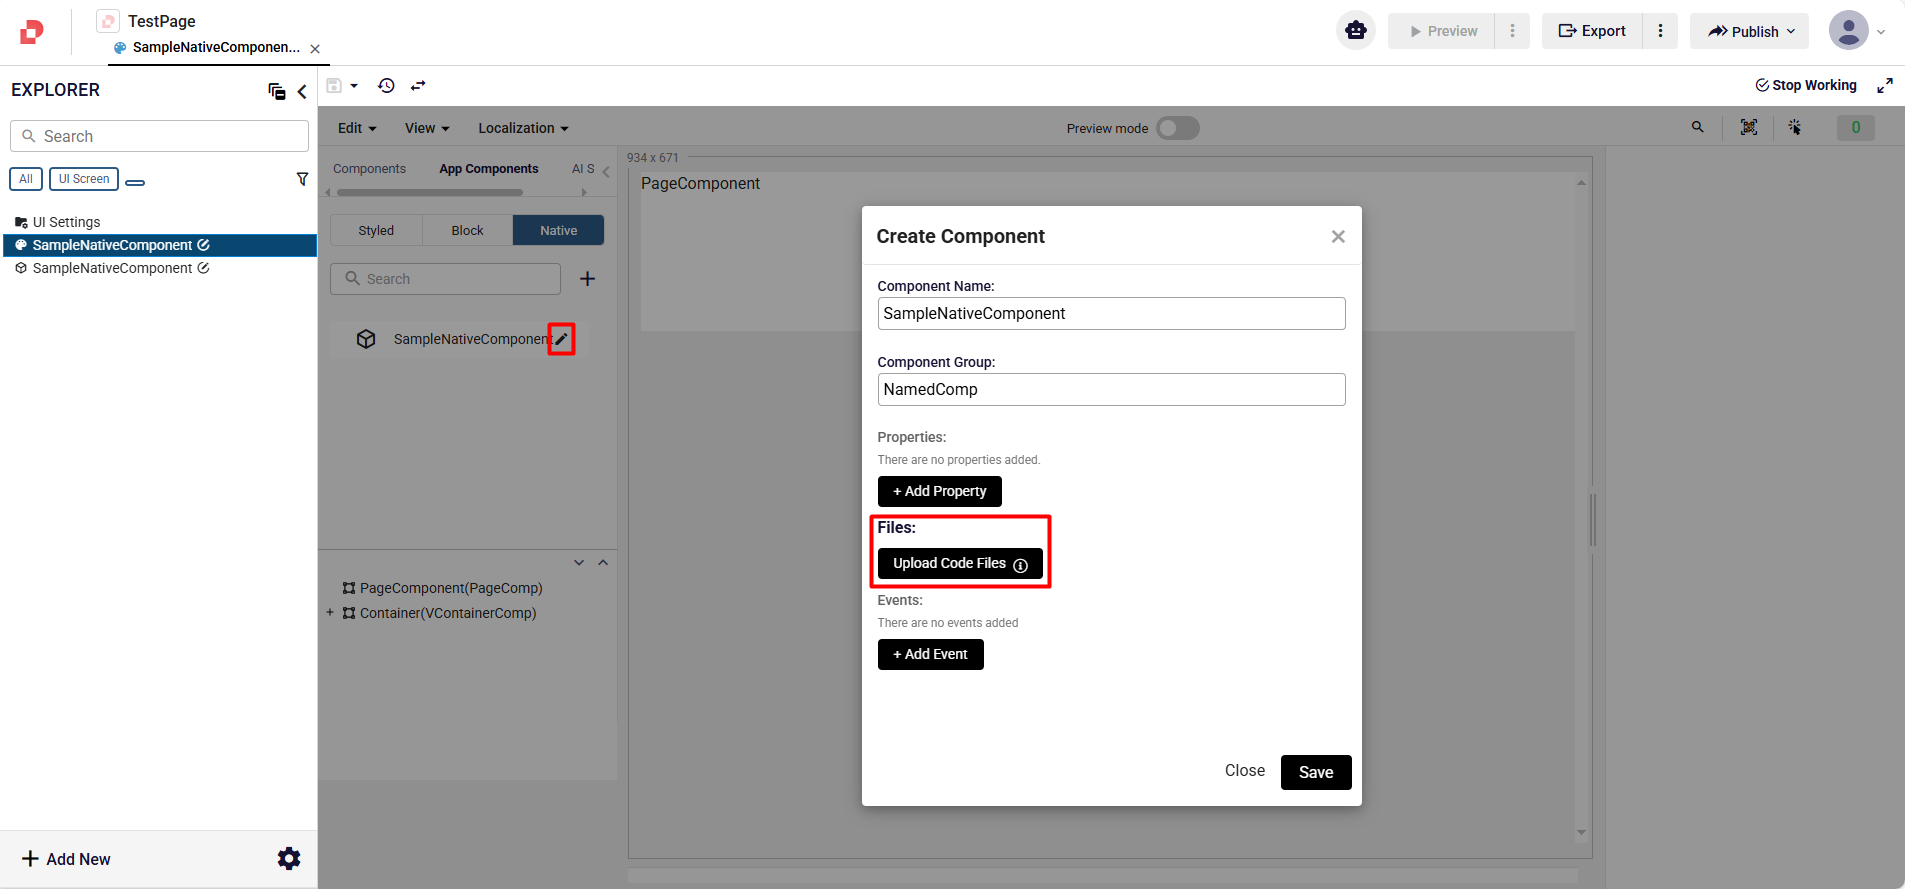 TestPage
SampleNativeComponen...
Preview
Export
Publish
EXPLORER
Stop Working
Search
Edit
View
Localization
Preview mode
0
All
UI Screen
Components
App Components
AI S
934 x 671
PageComponent
UI Settings
SampleNativeComponent
SampleNativeComponent
Styled
Block
Native
Search
SampleNativeComponent
PageComponent(PageComp)
+ Container(VContainerComp)
Create Component
Component Name:
SampleNativeComponent
Component Group:
NamedComp
Properties:
There are no properties added.
+ Add Property
Files:
Upload Code Files
Events:
There are no events added
+ Add Event
Close
Save
Add New